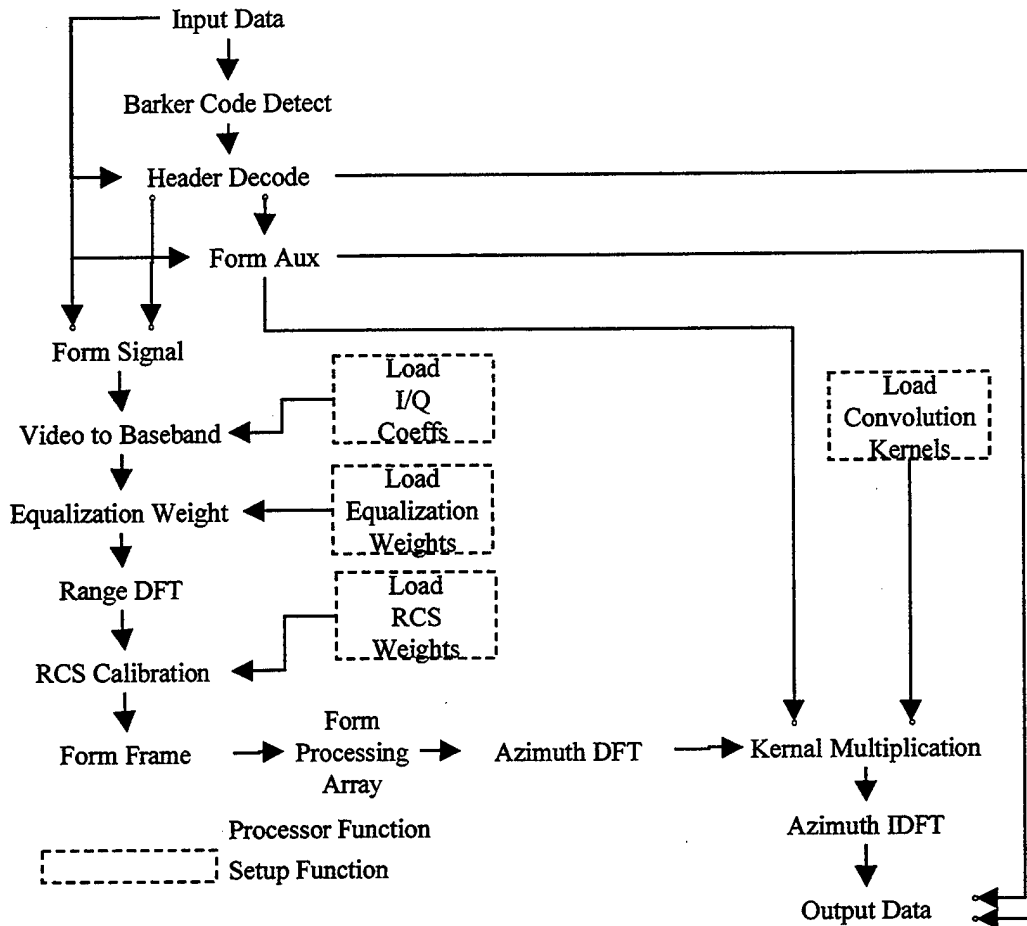 Input Data
Barker Code Detect
Header Decode
Form Aux
Form Signal
Load
I/Q
Coeffs
Load
Convolution
Kernels
Video to Baseband
Load
Equalization
Weights
Equalization Weight
Range DFT
Load
RCS
Weights
RCS Calibration
Form Frame
Form
Processing
Array
Azimuth DFT
Kernal Multiplication
Azimuth IDFT
Output Data
Processor Function
Setup Function